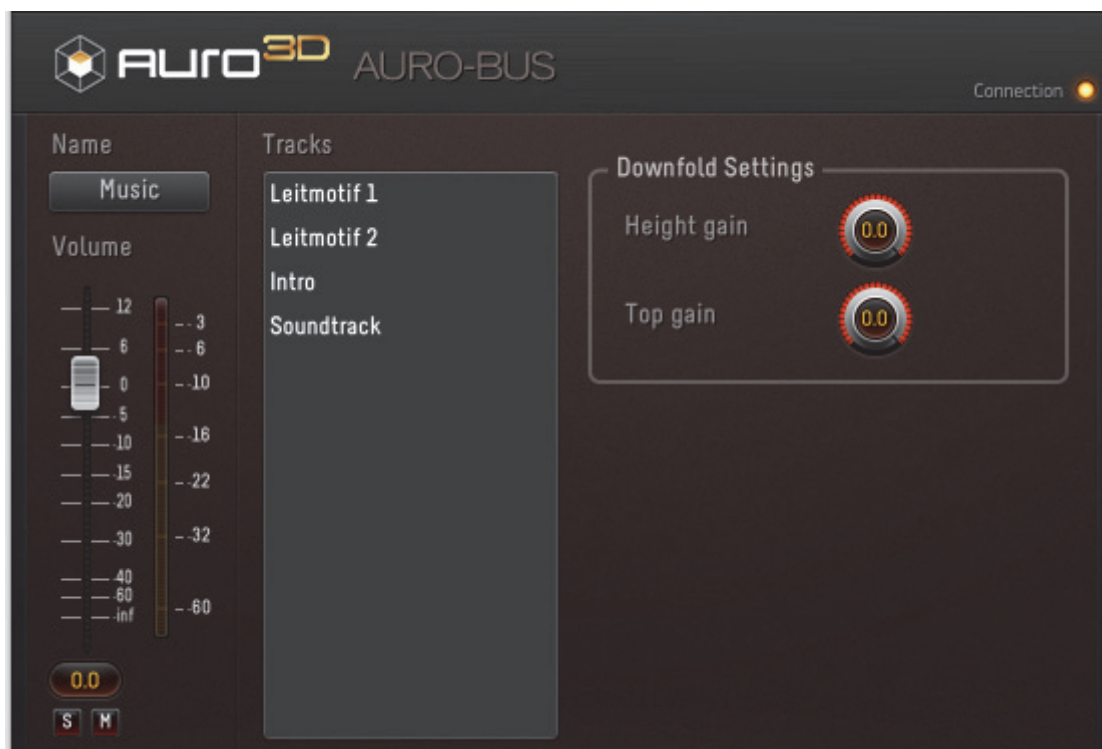 AURO 3D AURO-BUS
Connection
Name
Music
Volume
12
6
0
-5
-10
-15
-20
-30
-40
-60
-inf
-3
-6
-10
-16
-22
-32
-60
0.0
S M
Tracks
Leitmotif 1
Leitmotif 2
Intro
Soundtrack
Downfold Settings
Height gain 0.0
Top gain 0.0